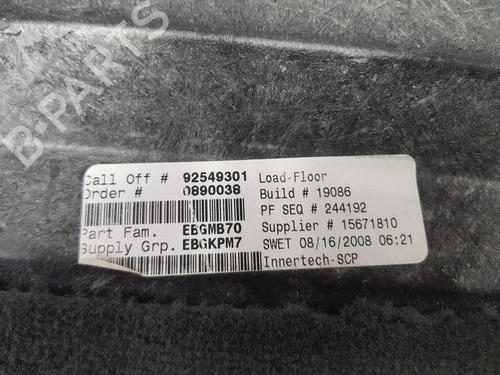 B-PARTS
Call Off # 92549301
Order # 0890038
Part Fam. EBGMB70
Supply Grp. EBGKPM7
Load-Floor
Build # 19086
PF SEQ # 244192
Supplier # 15671810
SWET 08/16/2008 06:21
Innertech-SCP